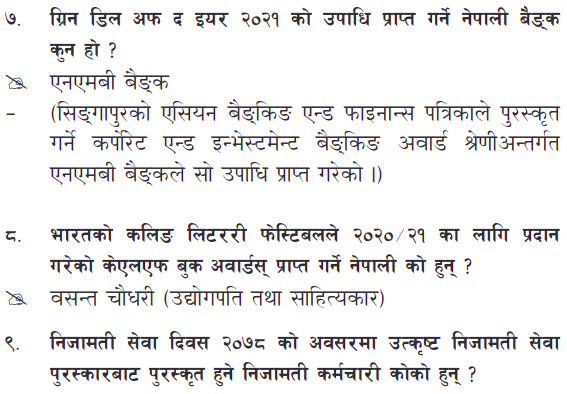 ७. ग्रिन डिल अफ द इयर २०२१ को उपाधि प्राप्त गर्ने नेपाली बैङ्क
कुन हो ?
एनएमबी बैङ्क
– (सिङ्गापुरको एसियन बैङ्किङ एन्ड फाइनान्स पत्रिकाले पुरस्कृत
गर्ने कर्पोरेट एन्ड इन्भेस्टमेन्ट बैङ्किङ अवार्ड श्रेणीअन्तर्गत
एनएमबी बैङ्कले सो उपाधि प्राप्त गरेको ।)
८. भारतको कलिङ लिटररी फेस्टिबलले २०२०/२१ का लागि प्रदान
गरेको केएलएफ बुक अवार्डस् प्राप्त गर्ने नेपाली को हुन् ?
वसन्त चौधरी (उद्योगपति तथा साहित्यकार)
९. निजामती सेवा दिवस २०७८ को अवसरमा उत्कृष्ट निजामती सेवा
पुरस्कारबाट पुरस्कृत हुने निजामती कर्मचारी कोको हुन् ?